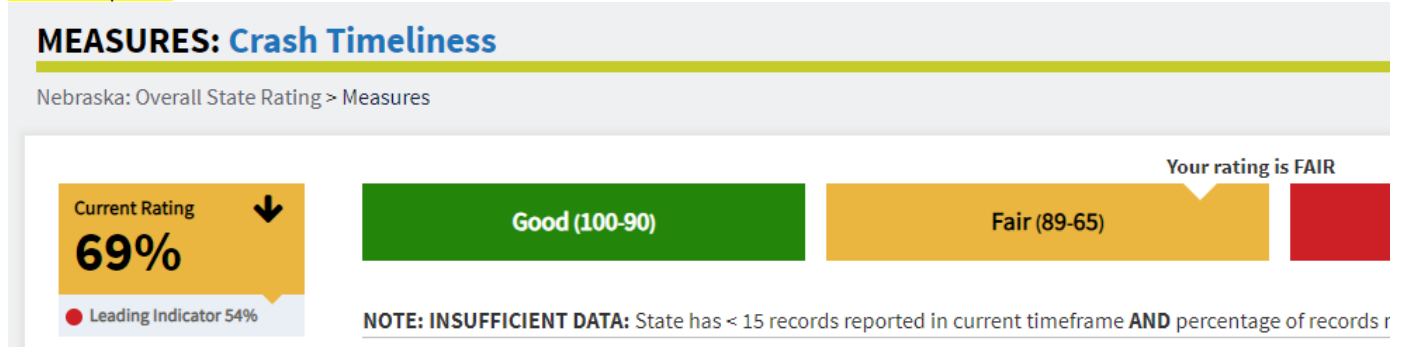 MEASURES: Crash Timeliness
Nebraska: Overall State Rating > Measures
Your rating is FAIR
Current Rating
69%
Leading Indicator 54%
Good (100-90)
Fair (89-65)
NOTE: INSUFFICIENT DATA: State has < 15 records reported in current timeframe AND percentage of records